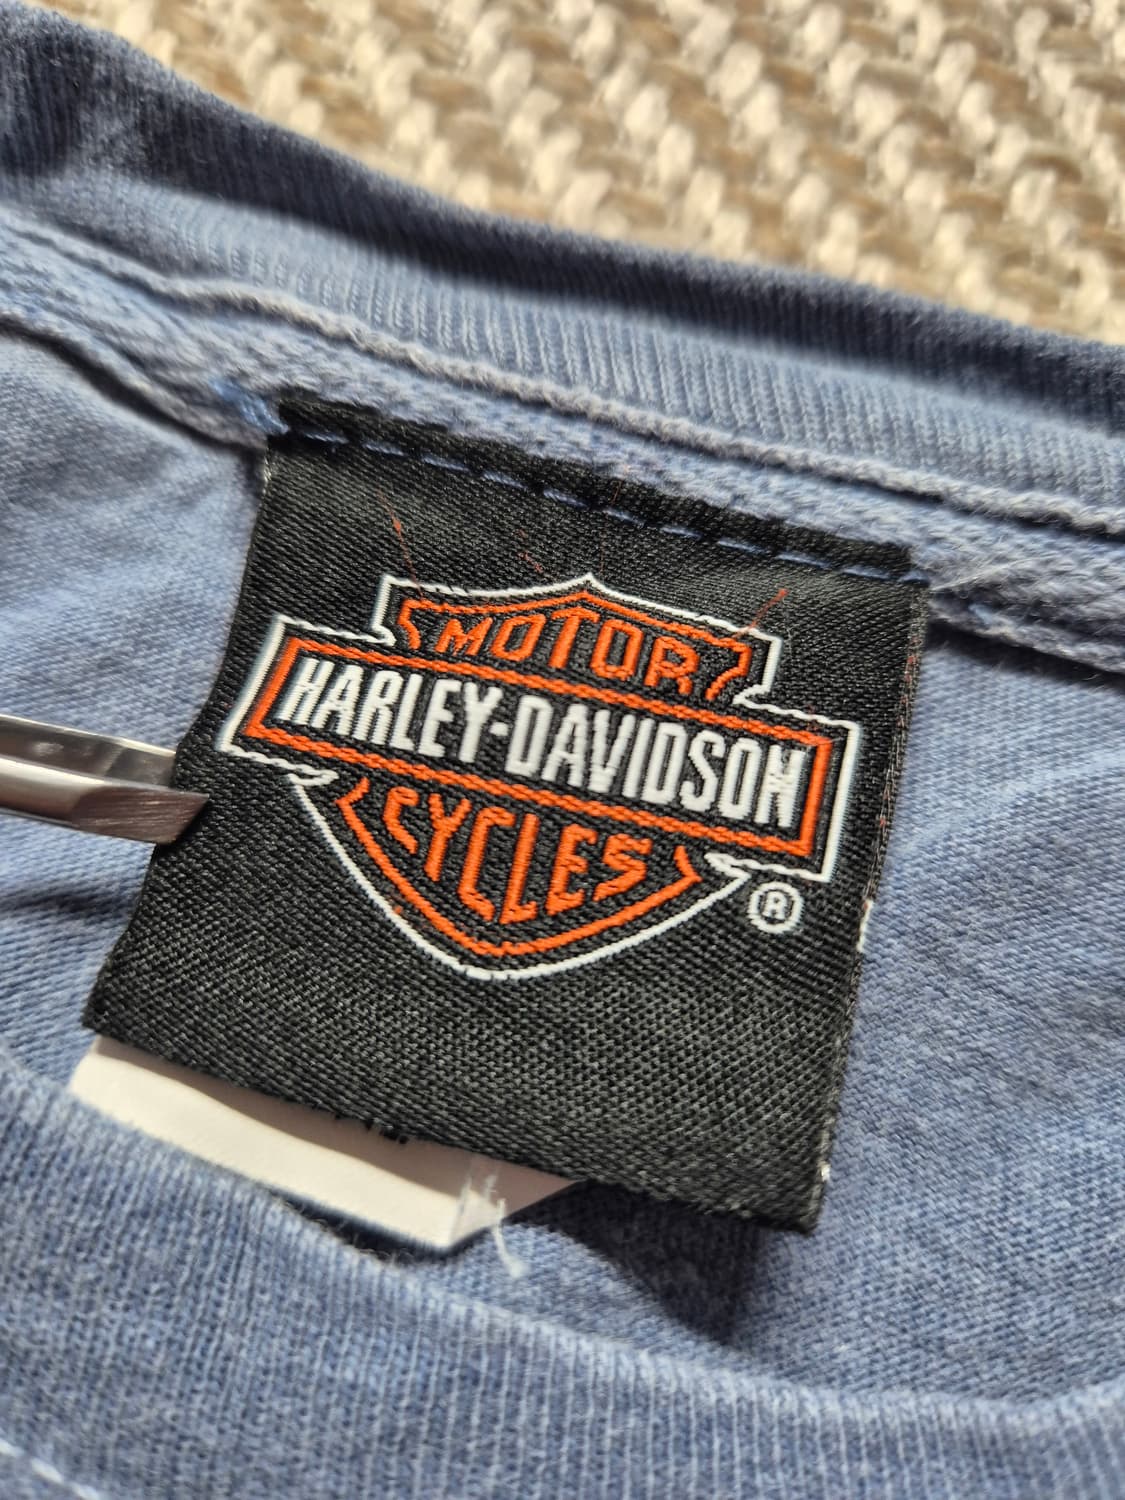 MOTOR
HARLEY-DAVIDSON
CYCLES
®